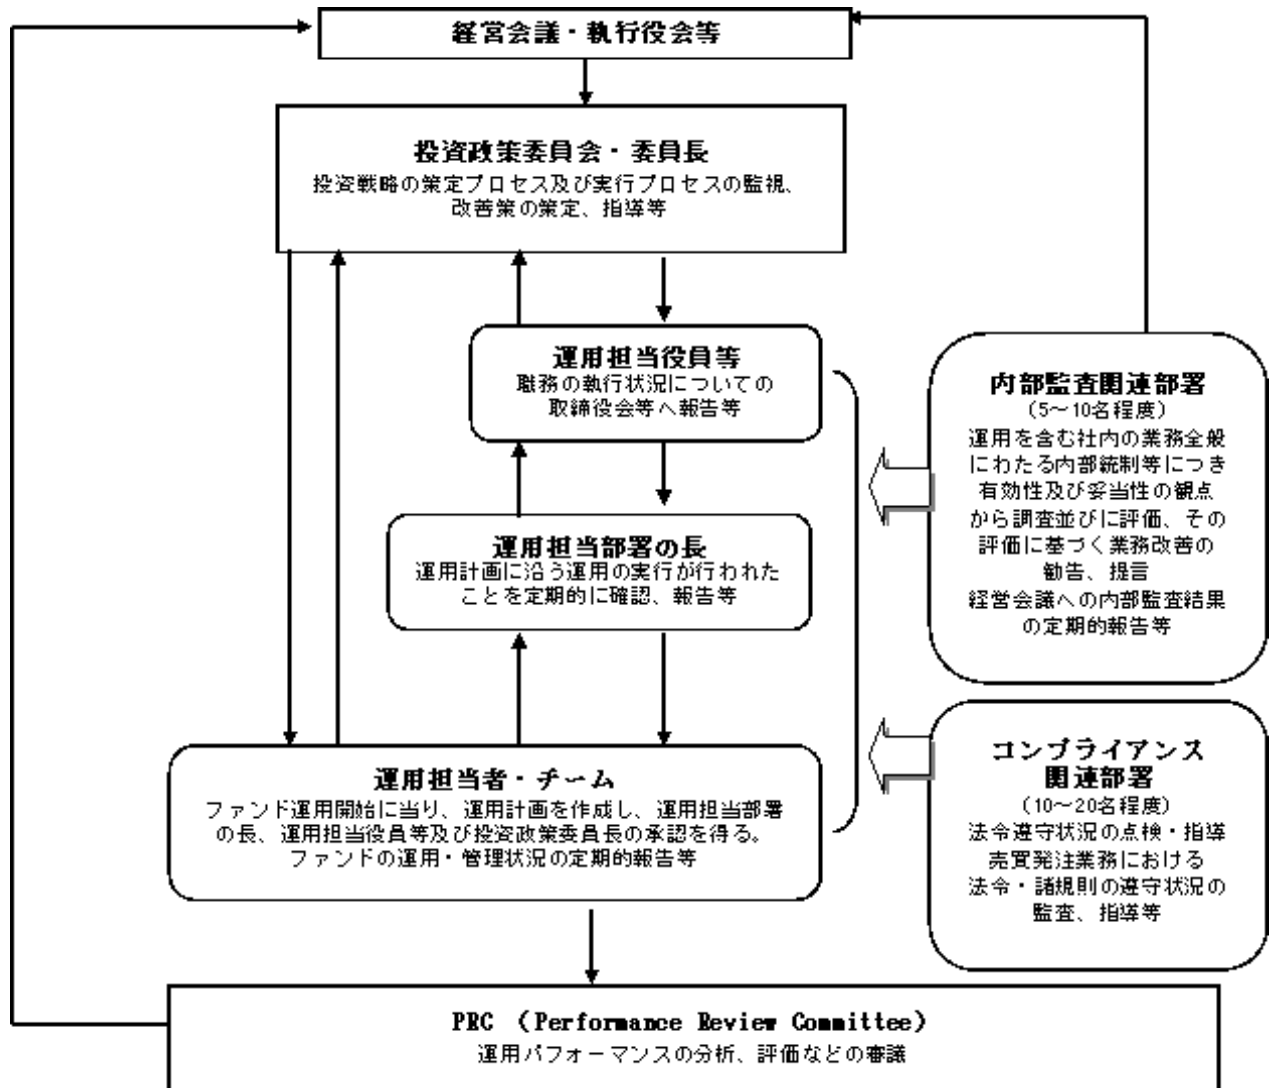 経営会議・執行役会等
投資政策委員会・委員長
投資戦略の策定プロセス及び実行プロセスの監視、
改善策の策定、指導等
運用担当役員等
職務の執行状況についての
取締役会等へ報告等
運用担当部署の長
運用計画に沿う運用の実行が行われた
ことを定期的に確認、報告等
運用担当者・チーム
ファンド運用開始に当り、運用計画を作成し、運用担当部署
の長、運用担当役員等及び投資政策委員長の承認を得る。
ファンドの運用・管理状況の定期的報告等
内部監査関連部署
（5～10名程度）
運用を含む社内の業務全般
にわたる内部統制等につき
有効性及び妥当性の観点
から調査並びに評価、その
評価に基づく業務改善の
勧告、提言
経営会議への内部監査結果
の定期的報告等
コンプライアンス
関連部署
（10～20名程度）
法令遵守状況の点検・指導
売買発注業務における
法令・諸規則の遵守状況の
監査、指導等
PRC （Performance Review Committee）
運用パフォーマンスの分析、評価などの審議